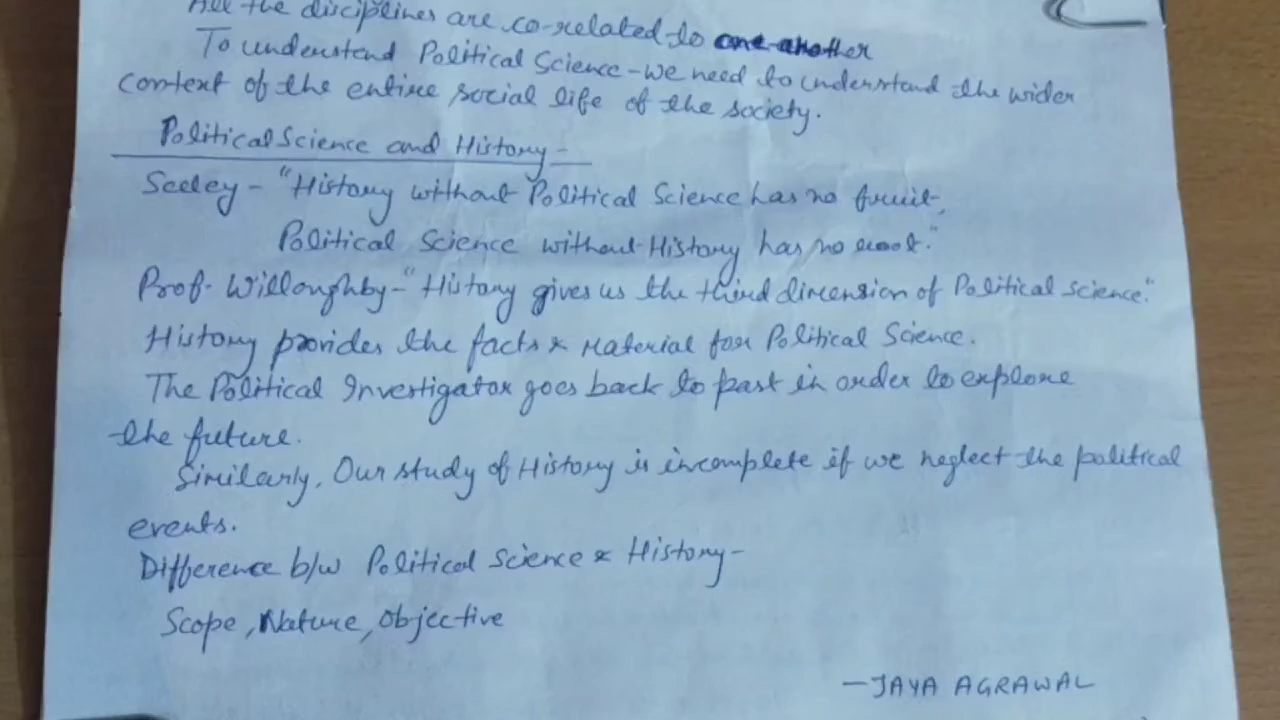 All the disciplines are co-related to one another
To understand Political Science - we need to understand the wider
context of the entire social life of the society.
Political Science and History -
Seeley - "History without Political Science has no fruit,
Political Science without History has no root."
Prof. Willoughby - "History gives us the third dimension of Political science."
History provides the facts & Material for Political Science.
The Political Investigator goes back to past in order to explore
the future.
Similarly, Our study of History is incomplete if we neglect the political
events.
Difference b/w Political Science & History -
Scope, Nature, Objective
- JAYA AGRAWAL